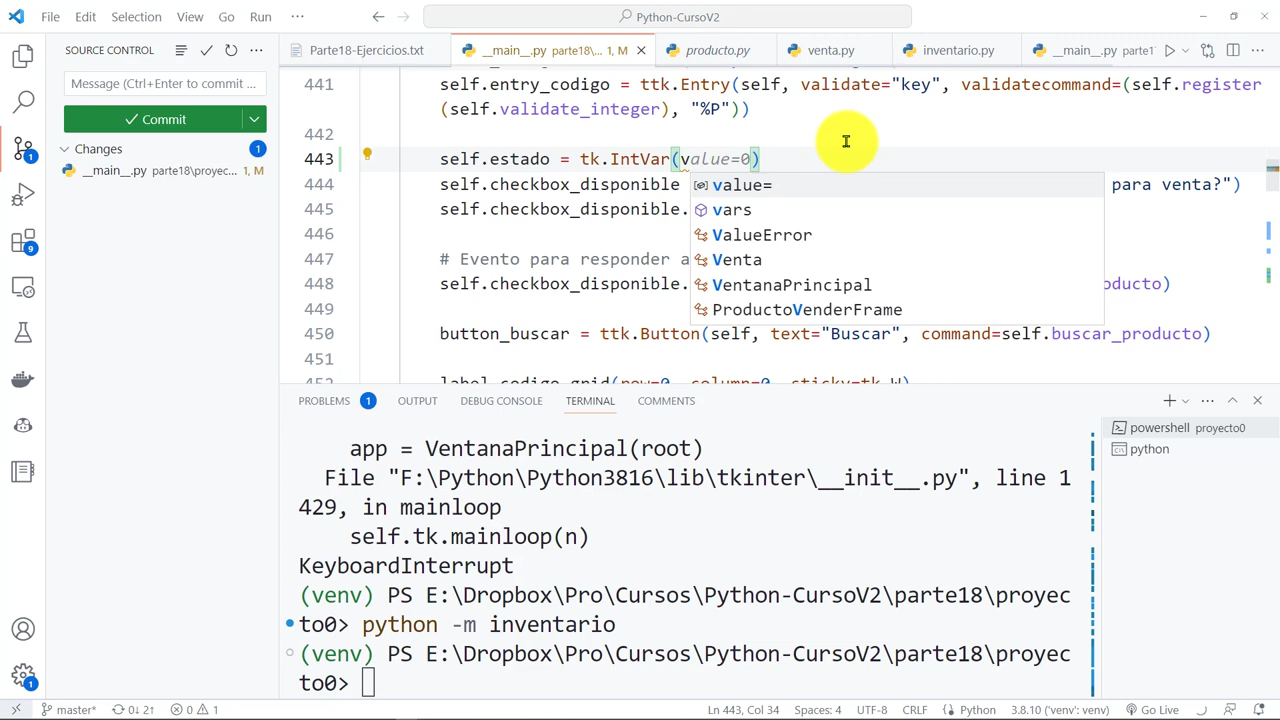 File Edit Selection View Go Run ··· Python-CursoV2
SOURCE CONTROL
Message (Ctrl+Enter to commit ...
Commit
Changes 1
__main__.py parte18\proyec... 1, M
Parte18-Ejercicios.txt __main__.py parte18\... 1, M producto.py venta.py inventario.py __main__.py parte1
441 self.entry_codigo = ttk.Entry(self, validate="key", validatecommand=(self.register
(self.validate_integer), "%P"))
442
443 self.estado = tk.IntVar(value=0)
444 self.checkbox_disponible para venta?")
445 self.checkbox_disponible.
446
447 # Evento para responder a
448 self.checkbox_disponible. oducto)
449
450 button_buscar = ttk.Button(self, text="Buscar", command=self.buscar_producto)
451
452 label_codigo.grid(row=0, column=0, sticky=tk.W)
value=
vars
ValueError
Venta
VentanaPrincipal
ProductoVenderFrame
PROBLEMS 1 OUTPUT DEBUG CONSOLE TERMINAL COMMENTS
app = VentanaPrincipal(root)
File "F:\Python\Python3816\lib\tkinter\__init__.py", line 1
429, in mainloop
self.tk.mainloop(n)
KeyboardInterrupt
(venv) PS E:\Dropbox\Pro\Cursos\Python-CursoV2\parte18\proyec
to0> python -m inventario
(venv) PS E:\Dropbox\Pro\Cursos\Python-CursoV2\parte18\proyec
to0>
powershell proyecto0
python
1
9
1
master* 0↓ 2↑ 0 1 Ln 443, Col 34 Spaces: 4 UTF-8 CRLF Python 3.8.10 ('venv': venv) Go Live